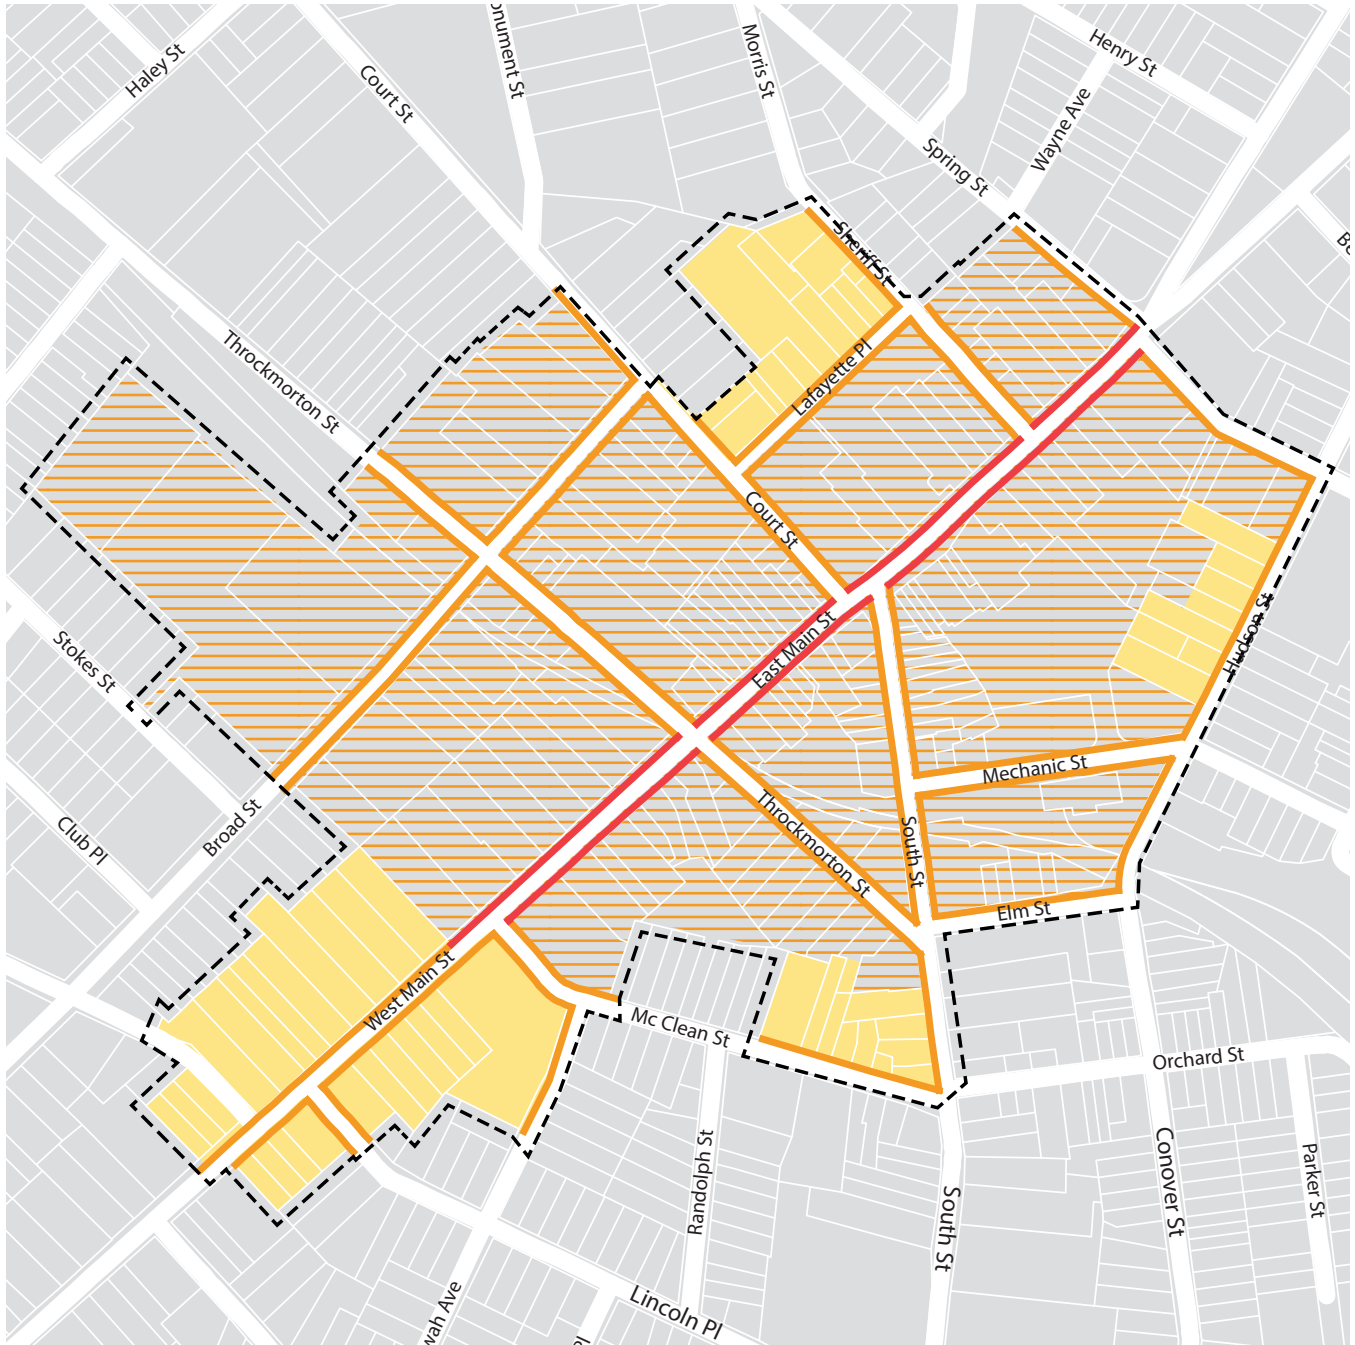 Haley St
Court St
onument St
Morris St
Henry St
Wayne Ave
Spring St
Sheriff St
Throckmorton St
Lafayette Pl
Court St
Stokes St
East Main St
Hudson St
Mechanic St
Club Pl
Broad St
Throckmorton St
South St
Elm St
West Main St
Mc Clean St
Orchard St
Randolph St
Conover St
Parker St
South St
wah Ave
Lincoln Pl